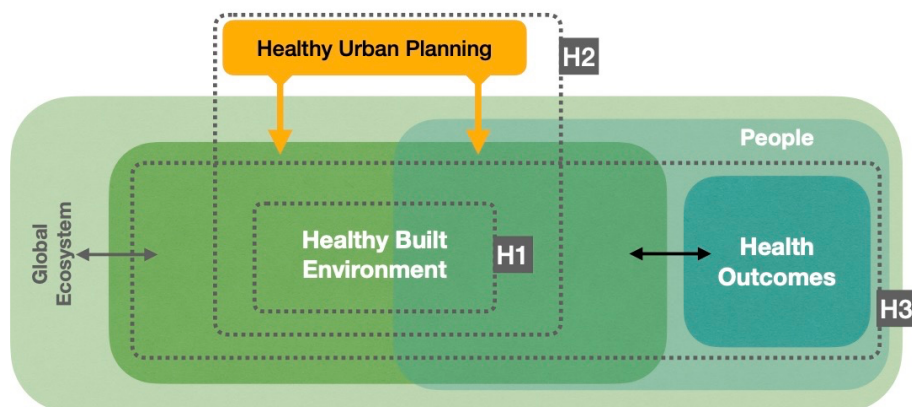 Healthy Urban Planning
H2
People
Global
Ecosystem
Healthy Built
Environment
H1
Health
Outcomes
H3